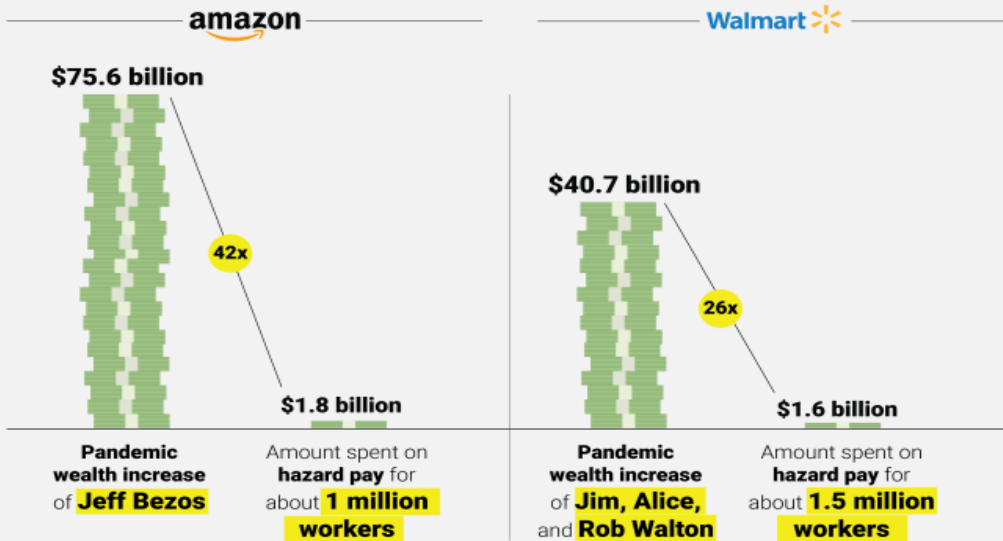 amazon
$75.6 billion
42x
$1.8 billion
Pandemic
wealth increase
of Jeff Bezos
Amount spent on
hazard pay for
about 1 million
workers
Walmart
$40.7 billion
26x
$1.6 billion
Pandemic
wealth increase
of Jim, Alice,
and Rob Walton
Amount spent on
hazard pay for
about 1.5 million
workers